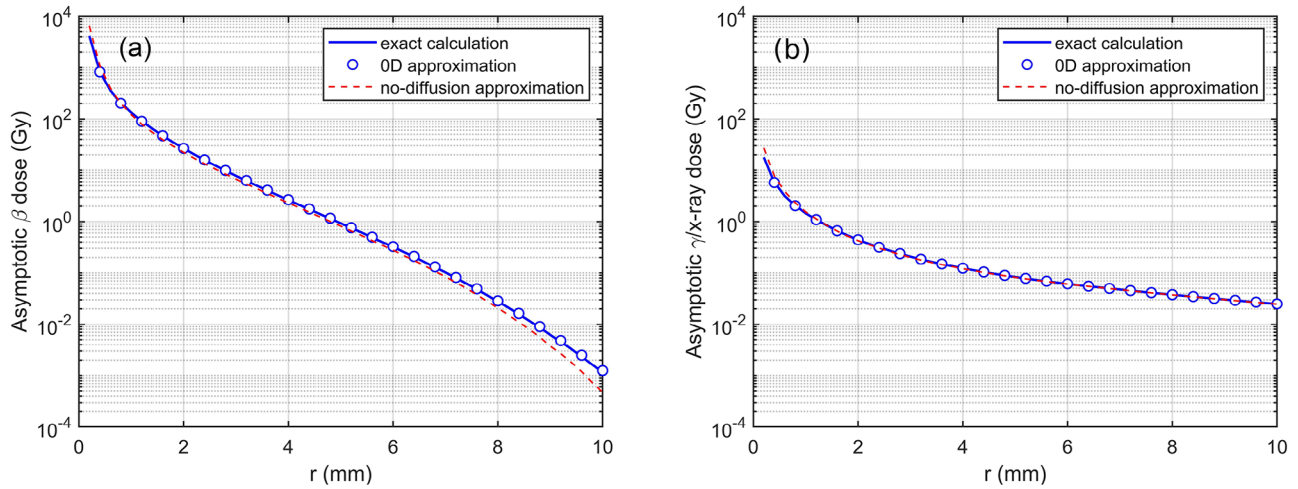 (a)
exact calculation
0D approximation
no-diffusion approximation
Asymptotic β dose (Gy)
10^4
10^2
10^0
10^-2
10^-4
0 2 4 6 8 10
r (mm)
(b)
exact calculation
0D approximation
no-diffusion approximation
Asymptotic γ/x-ray dose (Gy)
10^4
10^2
10^0
10^-2
10^-4
0 2 4 6 8 10
r (mm)